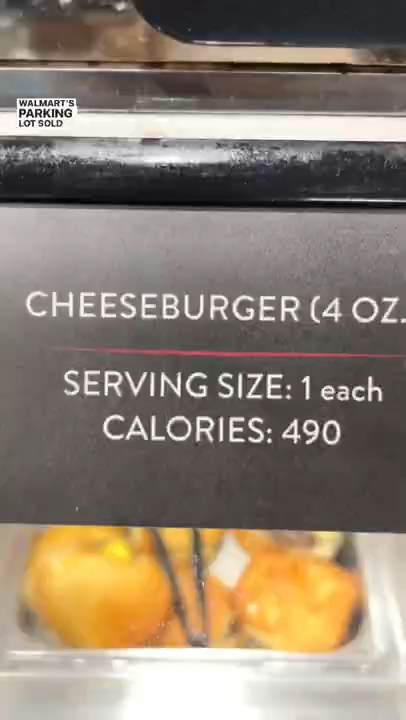 WALMART'S
PARKING
LOT SOLD
CHEESEBURGER (4 OZ.
SERVING SIZE: 1 each
CALORIES: 490